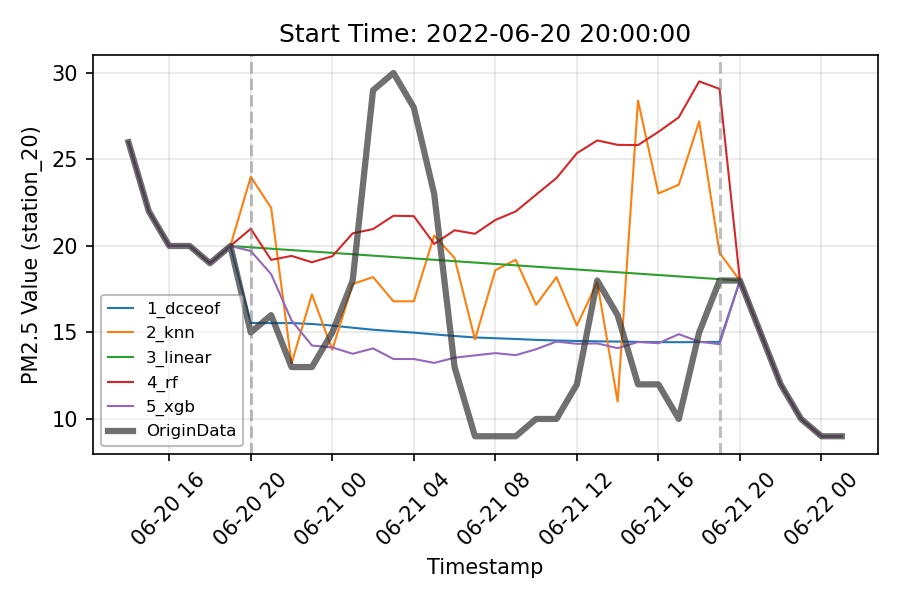 Start Time: 2022-06-20 20:00:00
PM2.5 Value (station_20)
30
25
20
15
10
1_dcceof
2_knn
3_linear
4_rf
5_xgb
OriginData
06-20 16
06-20 20
06-21 00
06-21 04
06-21 08
06-21 12
06-21 16
06-21 20
06-22 00
Timestamp